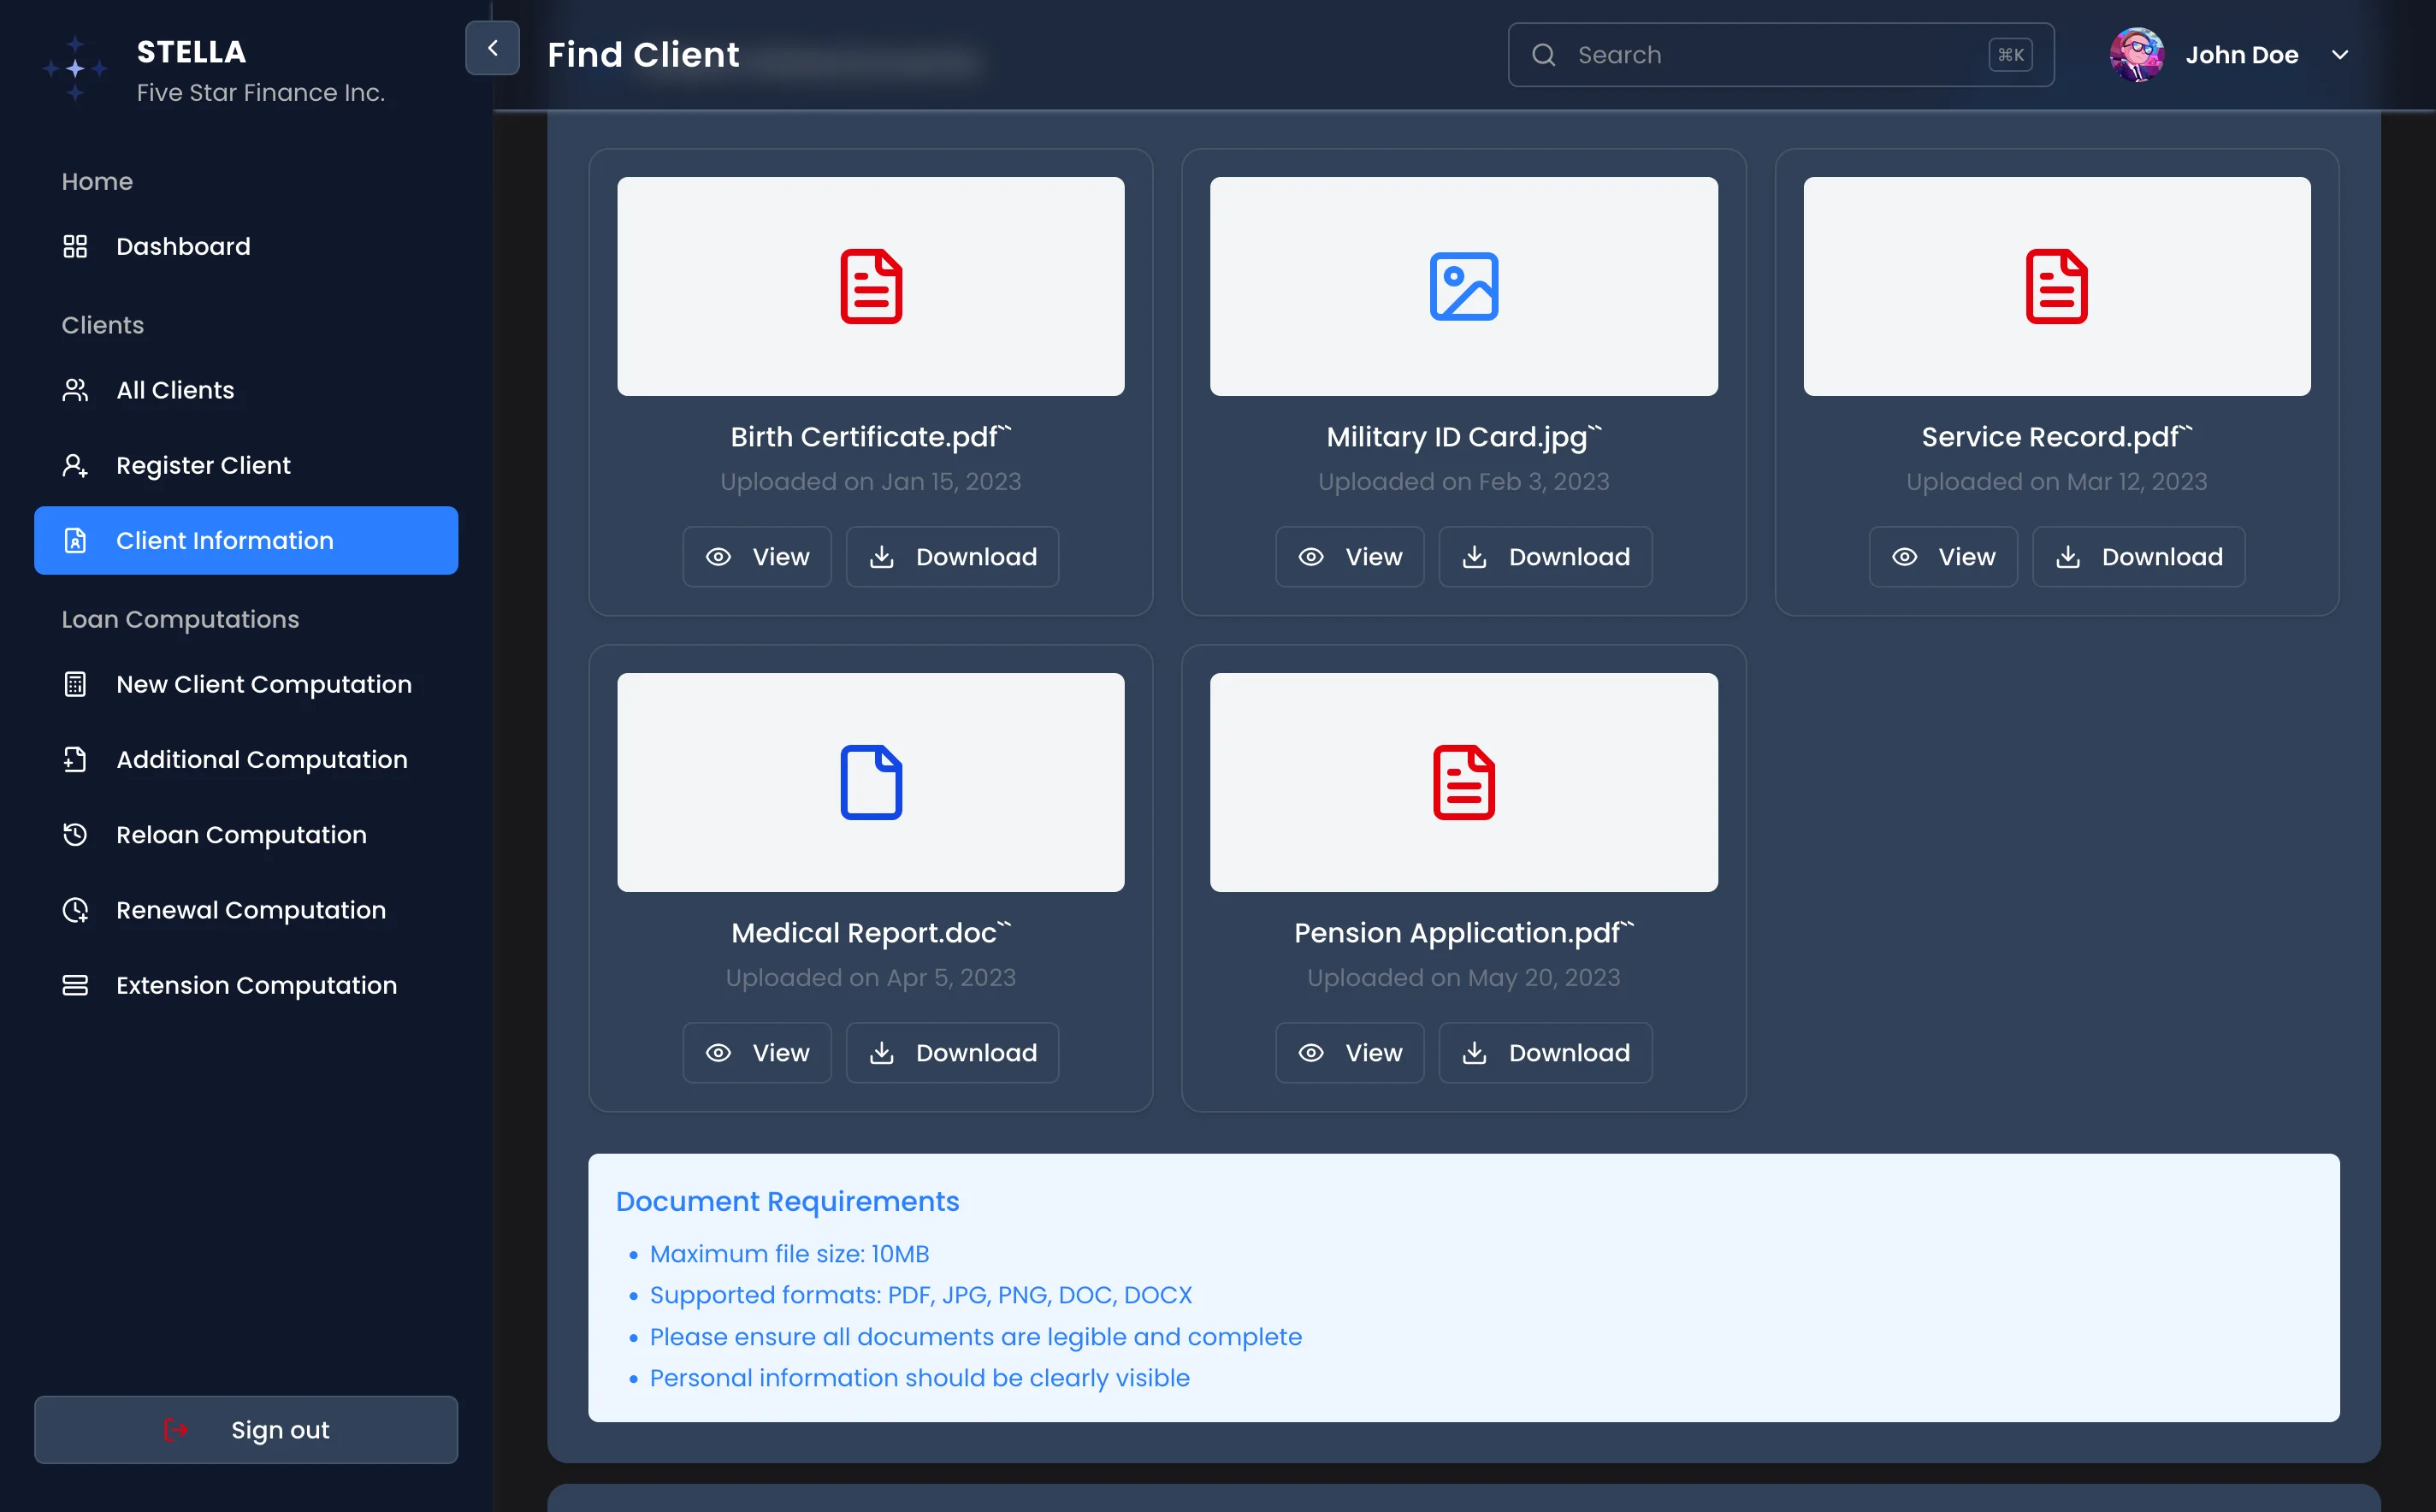 STELLA
Five Star Finance Inc.
Find Client
Search
⌘K
John Doe
Home
Dashboard
Clients
All Clients
Register Client
Client Information
Loan Computations
New Client Computation
Additional Computation
Reloan Computation
Renewal Computation
Extension Computation
Sign out
Birth Certificate.pdf``
Uploaded on Jan 15, 2023
View
Download
Military ID Card.jpg``
Uploaded on Feb 3, 2023
View
Download
Service Record.pdf``
Uploaded on Mar 12, 2023
View
Download
Medical Report.doc``
Uploaded on Apr 5, 2023
View
Download
Pension Application.pdf``
Uploaded on May 20, 2023
View
Download
Document Requirements
• Maximum file size: 10MB
• Supported formats: PDF, JPG, PNG, DOC, DOCX
• Please ensure all documents are legible and complete
• Personal information should be clearly visible